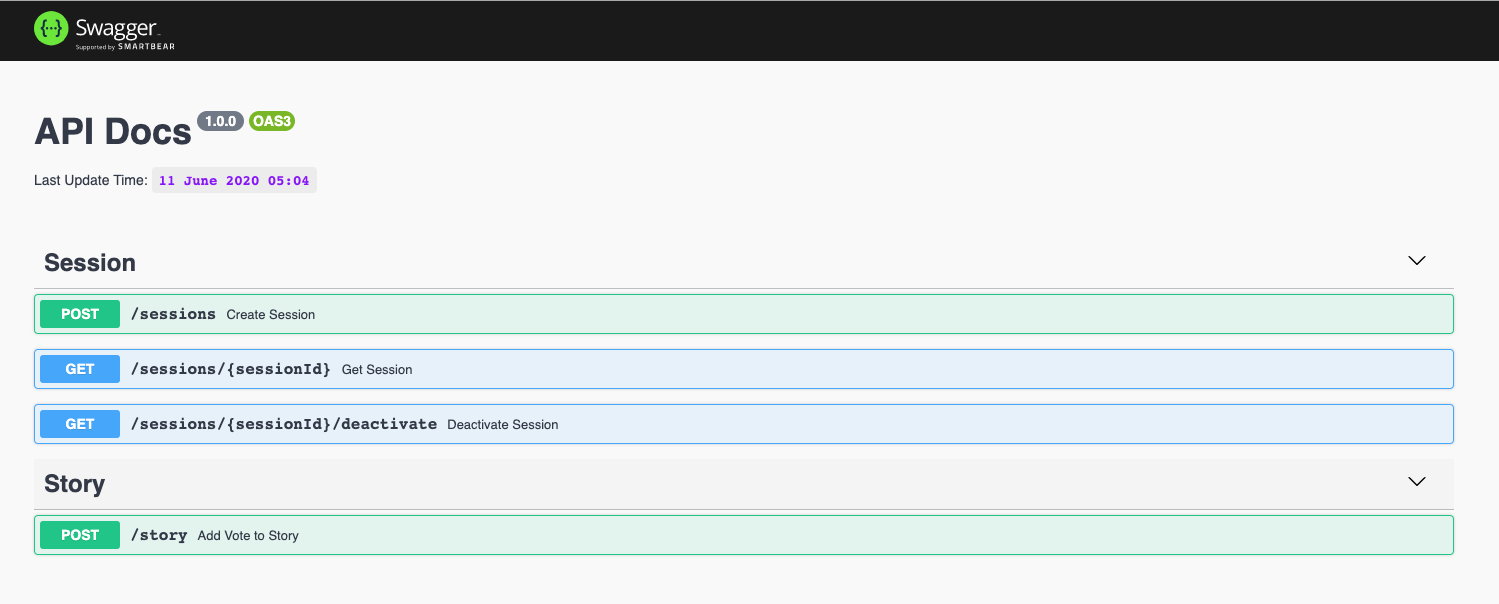 {···} Swagger
Supported by SMARTBEAR
API Docs 1.0.0 OAS3
Last Update Time: 11 June 2020 05:04
Session
POST /sessions Create Session
GET /sessions/{sessionId} Get Session
GET /sessions/{sessionId}/deactivate Deactivate Session
Story
POST /story Add Vote to Story